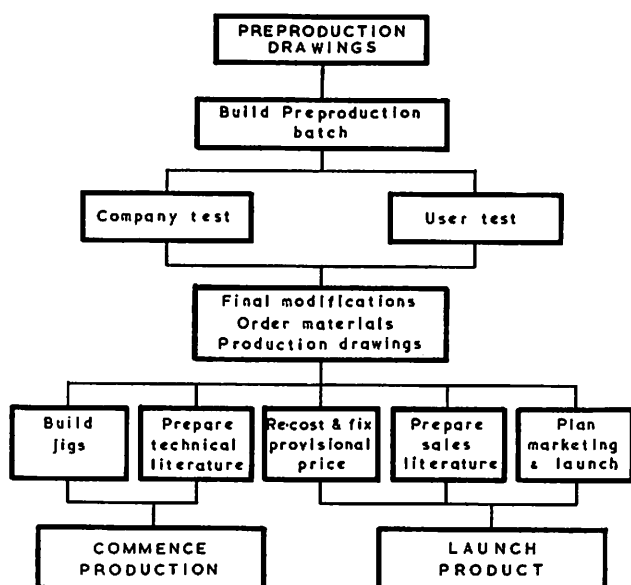 PREPRODUCTION
DRAWINGS
Build Preproduction
batch
Company test
User test
Final modifications
Order materials
Production drawings
Build
jigs
Prepare
technical
literature
Re-cost & fix
provisional
price
Prepare
sales
literature
Plan
marketing
& launch
COMMENCE
PRODUCTION
LAUNCH
PRODUCT